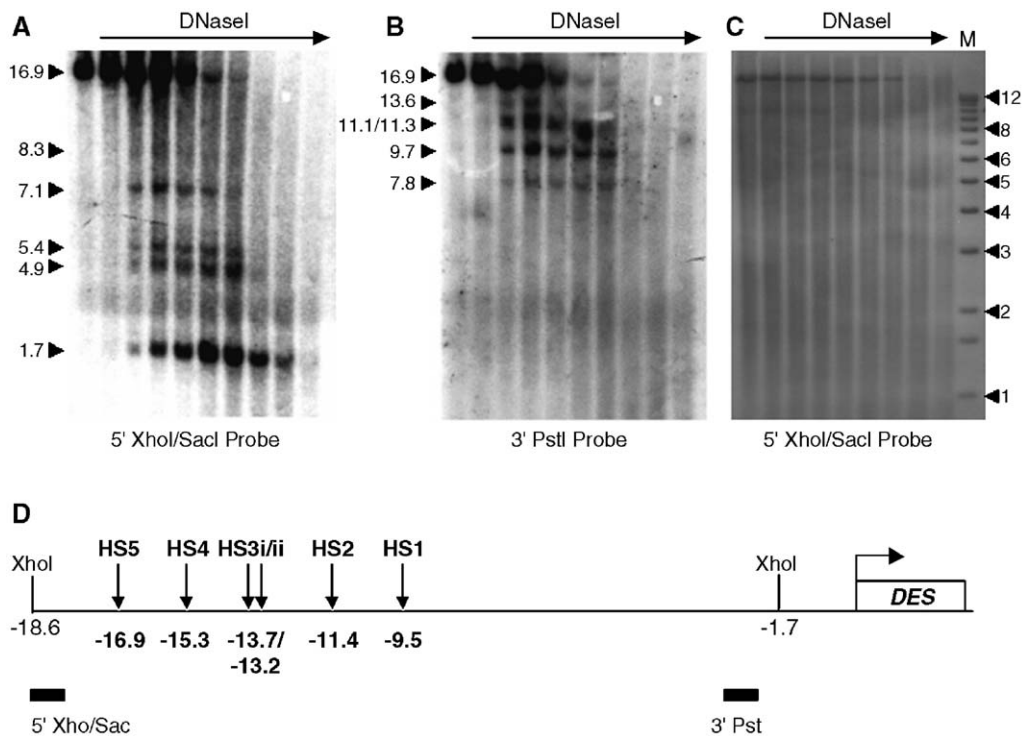 A
DNaseI
16.9
8.3
7.1
5.4
4.9
1.7
5' XhoI/SacI Probe
B
DNaseI
16.9
13.6
11.1/11.3
9.7
7.8
3' PstI Probe
C
DNaseI
M
12
8
6
5
4
3
2
1
5' XhoI/SacI Probe
D
XhoI HS5 HS4 HS3i/ii HS2 HS1 XhoI
DES
-18.6 -16.9 -15.3 -13.7/ -11.4 -9.5 -1.7
-13.2
5' Xho/Sac 3' Pst